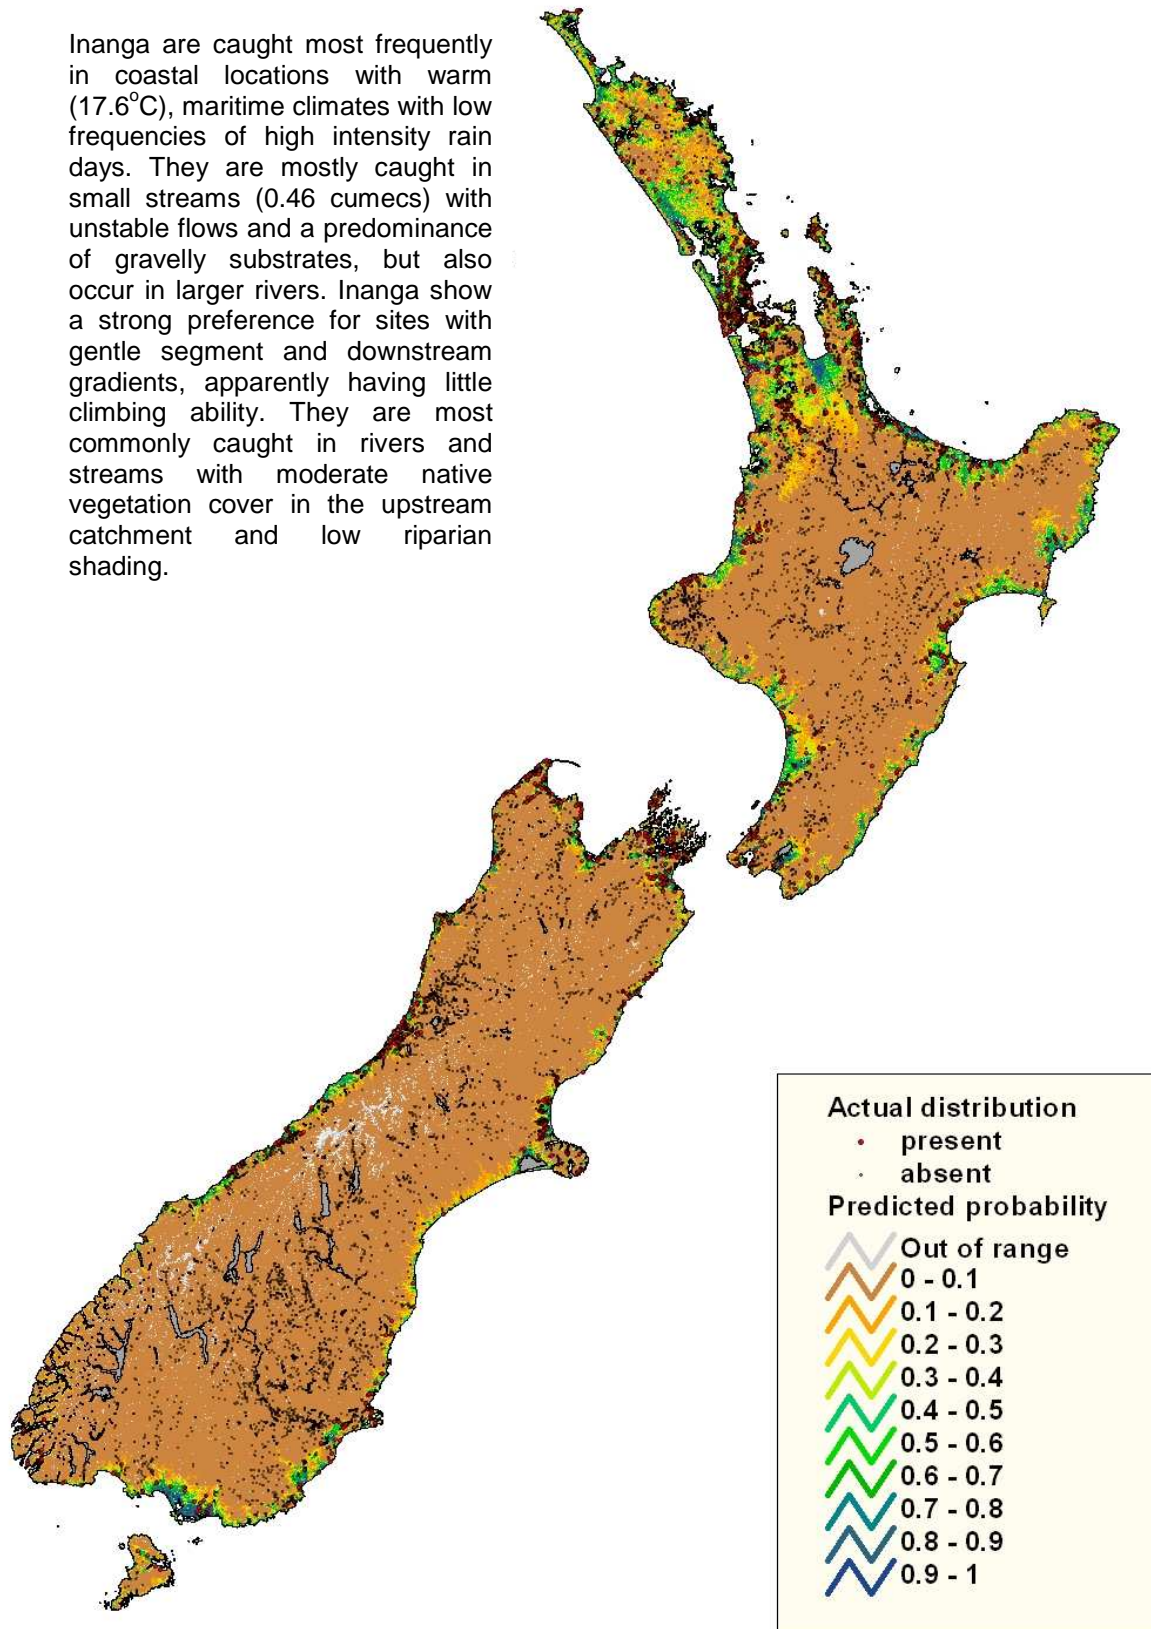 Inanga are caught most frequently
in coastal locations with warm
(17.6°C), maritime climates with low
frequencies of high intensity rain
days. They are mostly caught in
small streams (0.46 cumecs) with
unstable flows and a predominance
of gravelly substrates, but also
occur in larger rivers. Inanga show
a strong preference for sites with
gentle segment and downstream
gradients, apparently having little
climbing ability. They are most
commonly caught in rivers and
streams with moderate native
vegetation cover in the upstream
catchment and low riparian
shading.
Actual distribution
present
absent
Predicted probability
Out of range
0 - 0.1
0.1 - 0.2
0.2 - 0.3
0.3 - 0.4
0.4 - 0.5
0.5 - 0.6
0.6 - 0.7
0.7 - 0.8
0.8 - 0.9
0.9 - 1